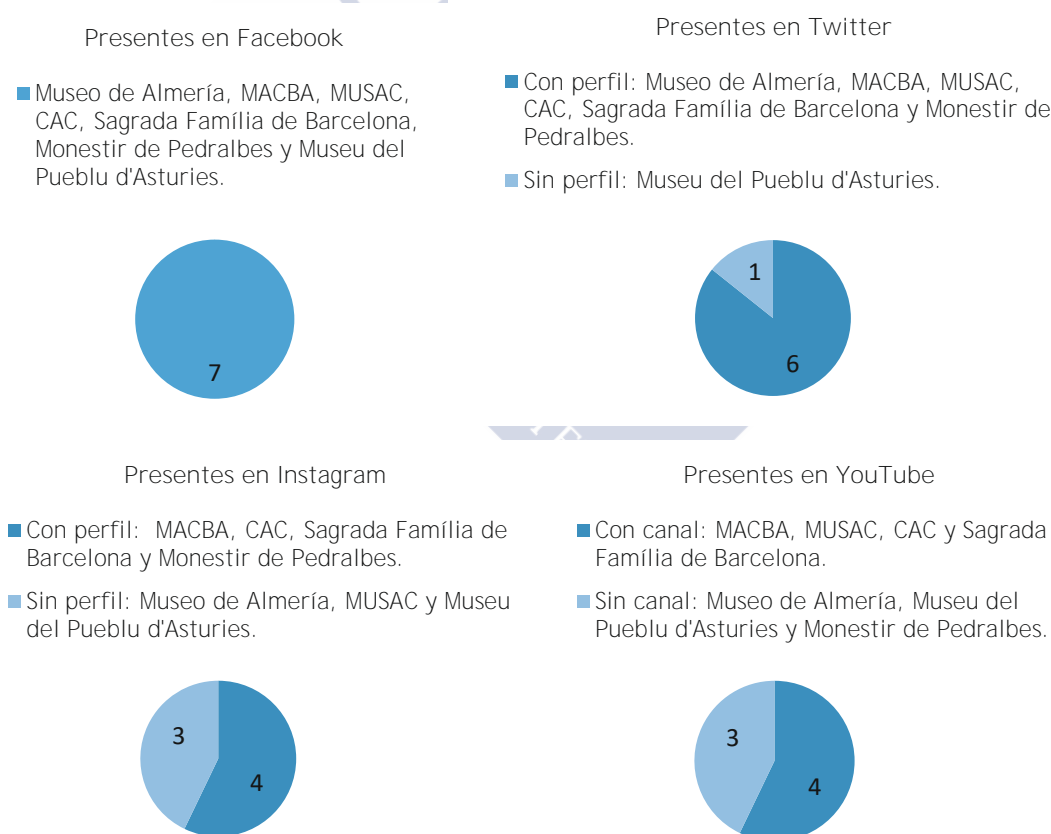 Presentes en Facebook
Museo de Almería, MACBA, MUSAC,
CAC, Sagrada Família de Barcelona,
Monestir de Pedralbes y Museu del
Pueblu d'Asturies.
7
Presentes en Twitter
Con perfil: Museo de Almería, MACBA, MUSAC,
CAC, Sagrada Família de Barcelona y Monestir de
Pedralbes.
Sin perfil: Museu del Pueblu d'Asturies.
1
6
Presentes en Instagram
Con perfil:  MACBA, CAC, Sagrada Família de
Barcelona y Monestir de Pedralbes.
Sin perfil: Museo de Almería, MUSAC y Museu
del Pueblu d'Asturies.
3
4
Presentes en YouTube
Con canal: MACBA, MUSAC, CAC y Sagrada
Família de Barcelona.
Sin canal: Museo de Almería, Museu del
Pueblu d'Asturies y Monestir de Pedralbes.
3
4